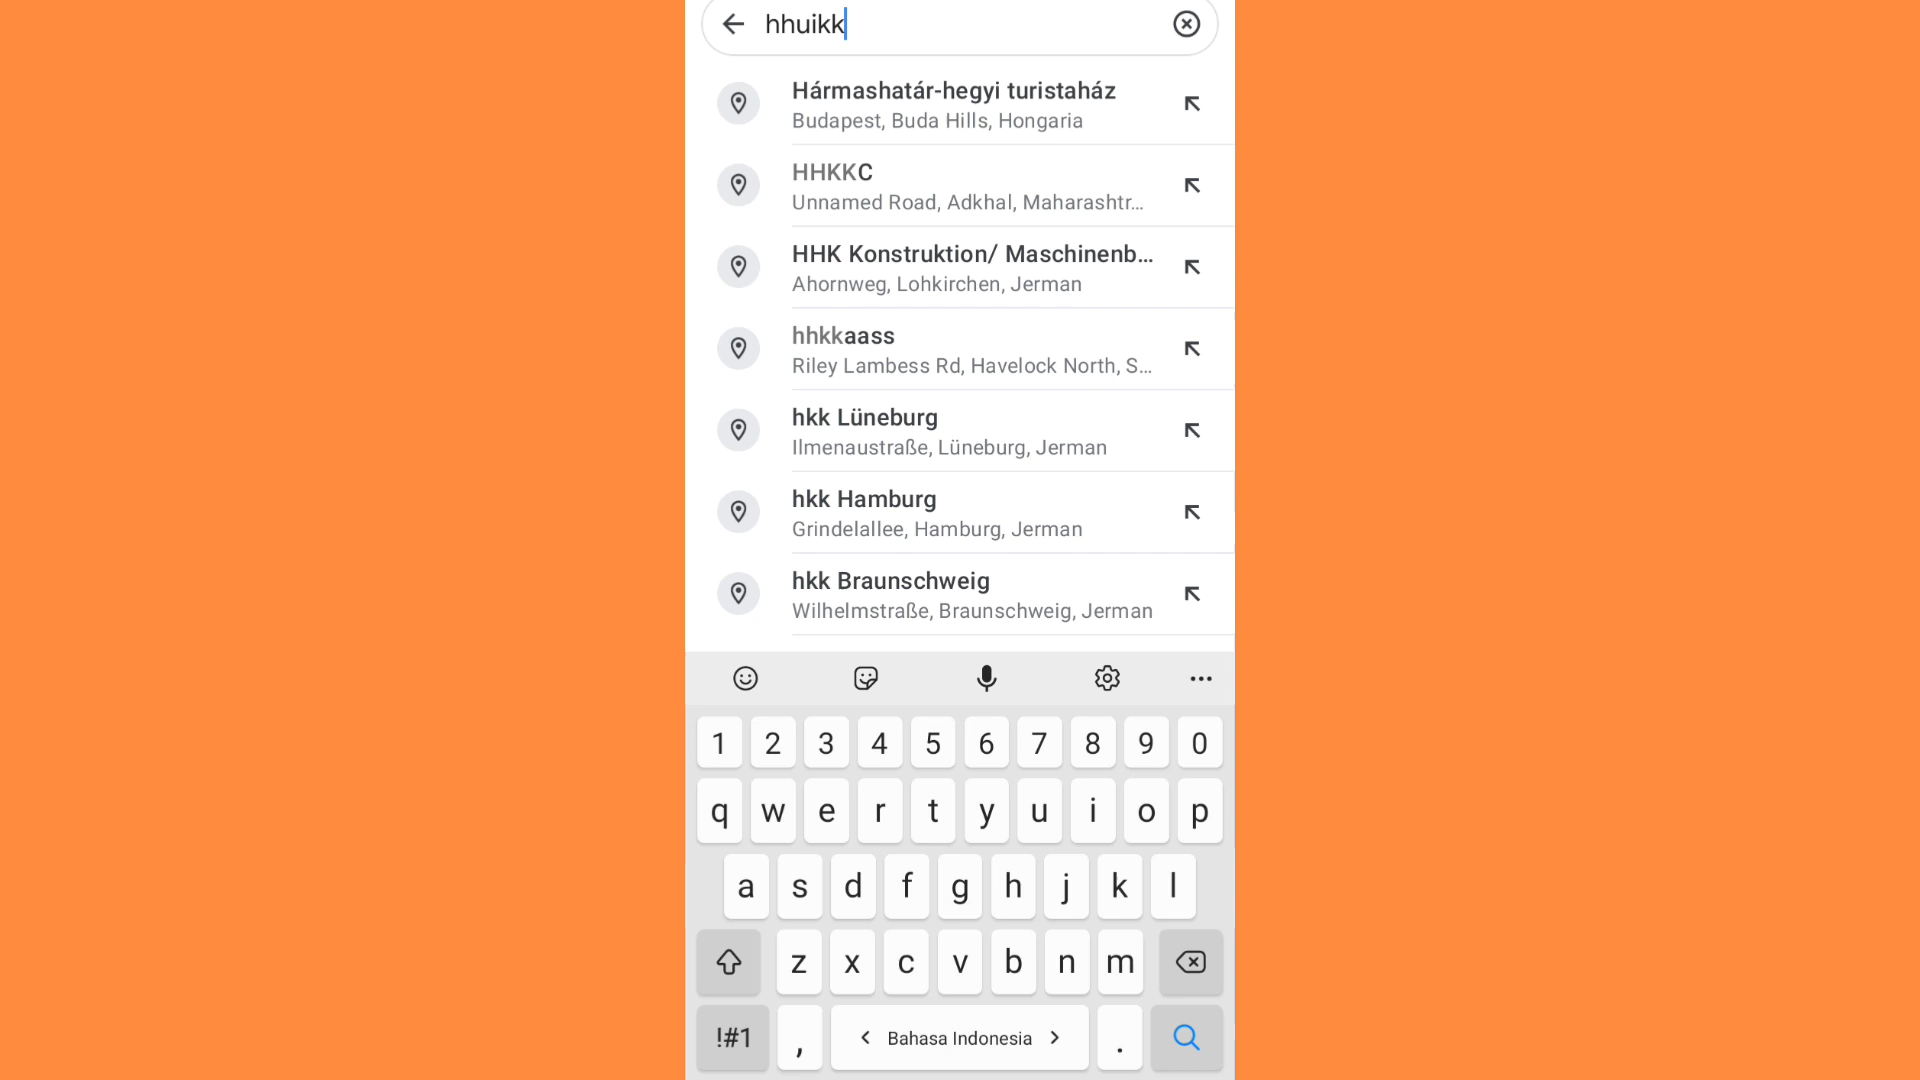 hhuikk
Hármashatár-hegyi turistaház
Budapest, Buda Hills, Hongaria
HHKKC
Unnamed Road, Adkhal, Maharashtr...
HHK Konstruktion/ Maschinenb...
Ahornweg, Lohkirchen, Jerman
hhkkaass
Riley Lambess Rd, Havelock North, S...
hkk Lüneburg
Ilmenaustraße, Lüneburg, Jerman
hkk Hamburg
Grindelallee, Hamburg, Jerman
hkk Braunschweig
Wilhelmstraße, Braunschweig, Jerman
1 2 3 4 5 6 7 8 9 0
q w e r t y u i o p
a s d f g h j k l
z x c v b n m
!#1 , < Bahasa Indonesia > .